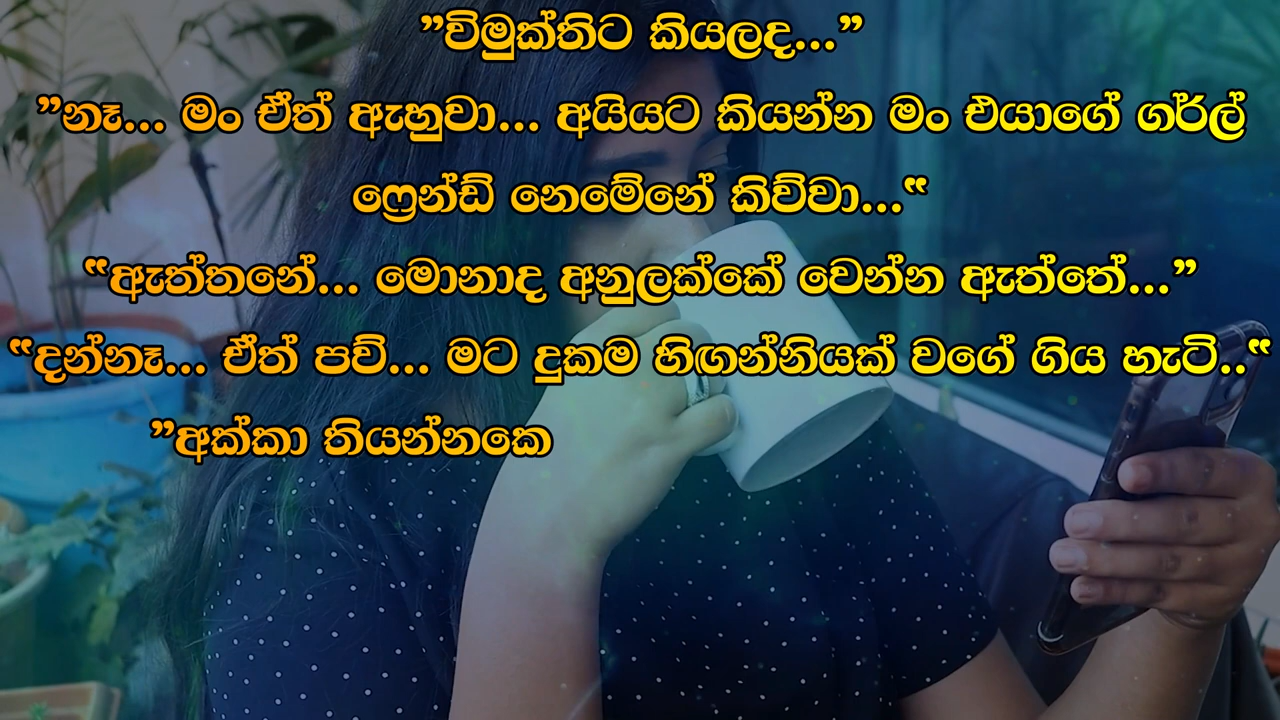 ”විමුක්තිට කියලද...”
”නෑ... මං ඒත් ඇහුවා... අයියට කියන්න මං එයාගේ ගර්ල්
ෆ්‍රෙන්ඩ් නෙමේනේ කිව්වා...“
“ඇත්තනේ... මොනාද අනුලක්කේ වෙන්න ඇත්තේ...”
“දන්නෑ... ඒත් පව්... මට දුකම හිඟන්නියක් වගේ ගිය හැටි..“
”අක්කා තියන්නකෙ